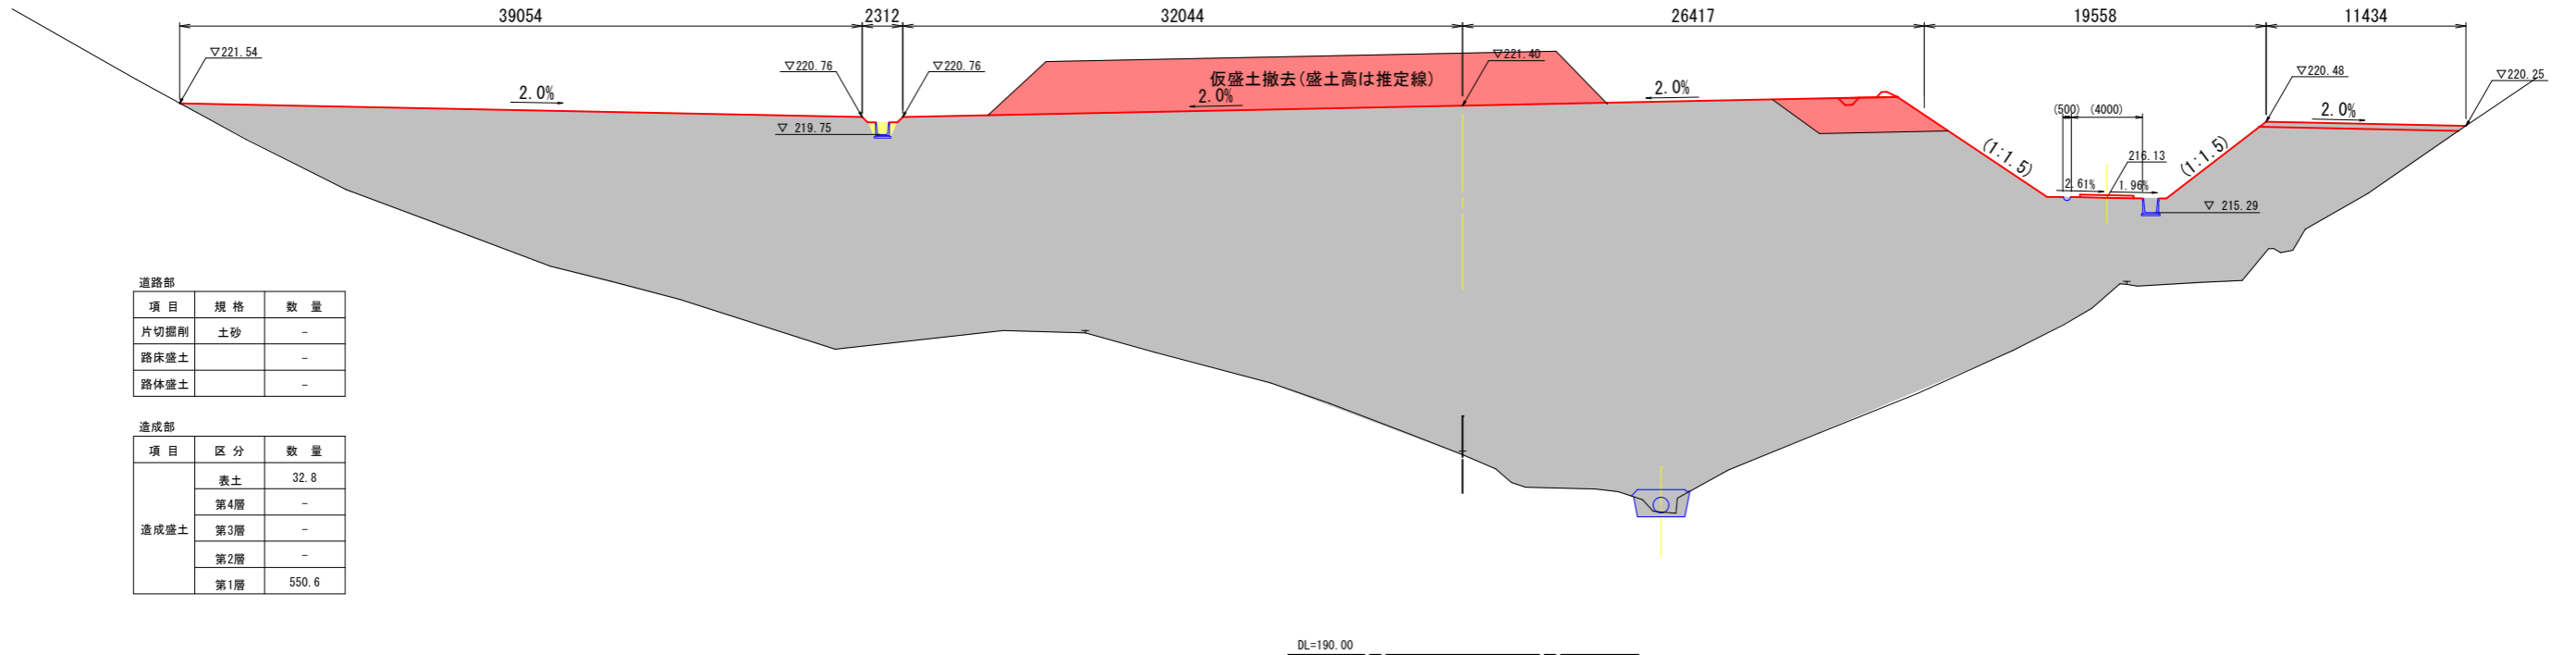 39054 2312 32044 26417 19558 11434
▽221.54
▽220.76
▽220.76
▽221.40
▽220.48
▽220.25
仮盛土撤去(盛土高は推定線)
2.0%
2.0%
2.0%
2.0%
▽ 219.75
(500) (4000)
(1:1.5)
(1:1.5)
216.13
2.61%
1.96%
▽ 215.29
道路部
項 目 規 格 数 量
片切掘削 土砂 -
路床盛土 -
路体盛土 -
造成部
項 目 区 分 数 量
造成盛土
表土 32.8
第4層 -
第3層 -
第2層 -
第1層 550.6
DL=190.00